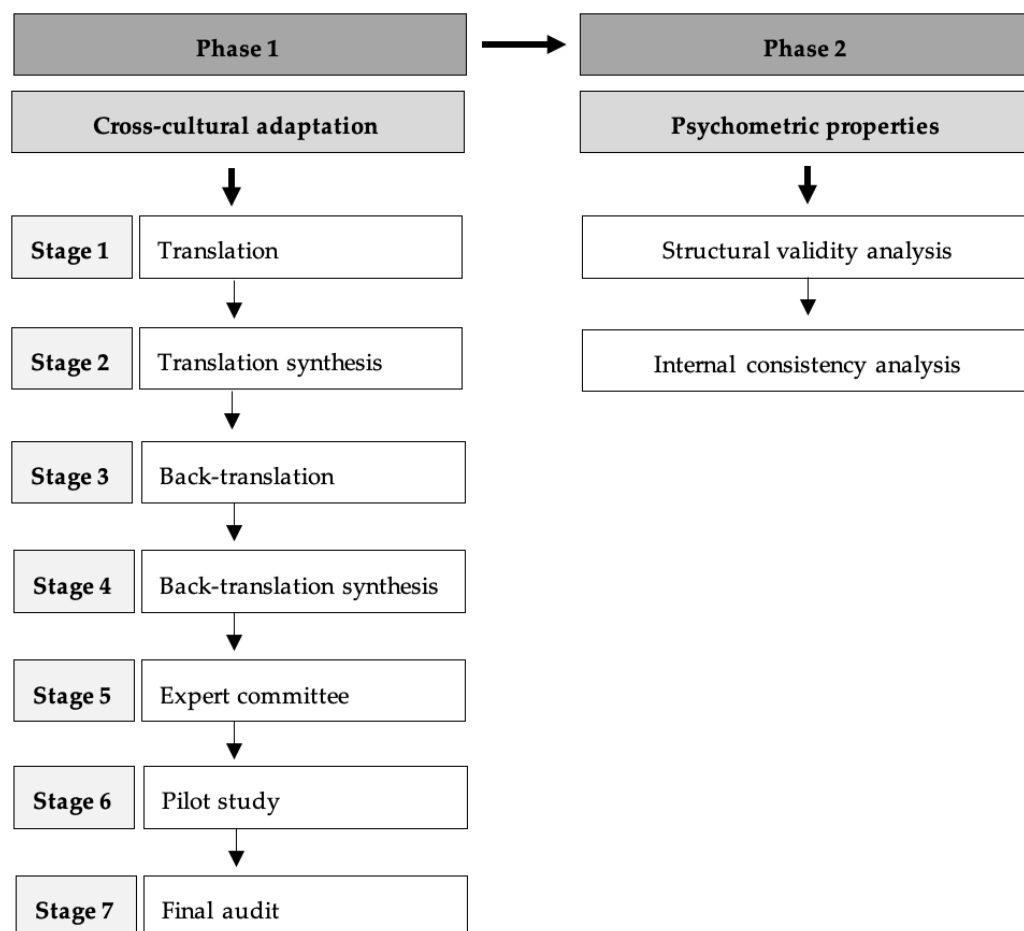 Phase 1
Cross-cultural adaptation
Stage 1 Translation
Stage 2 Translation synthesis
Stage 3 Back-translation
Stage 4 Back-translation synthesis
Stage 5 Expert committee
Stage 6 Pilot study
Stage 7 Final audit
Phase 2
Psychometric properties
Structural validity analysis
Internal consistency analysis